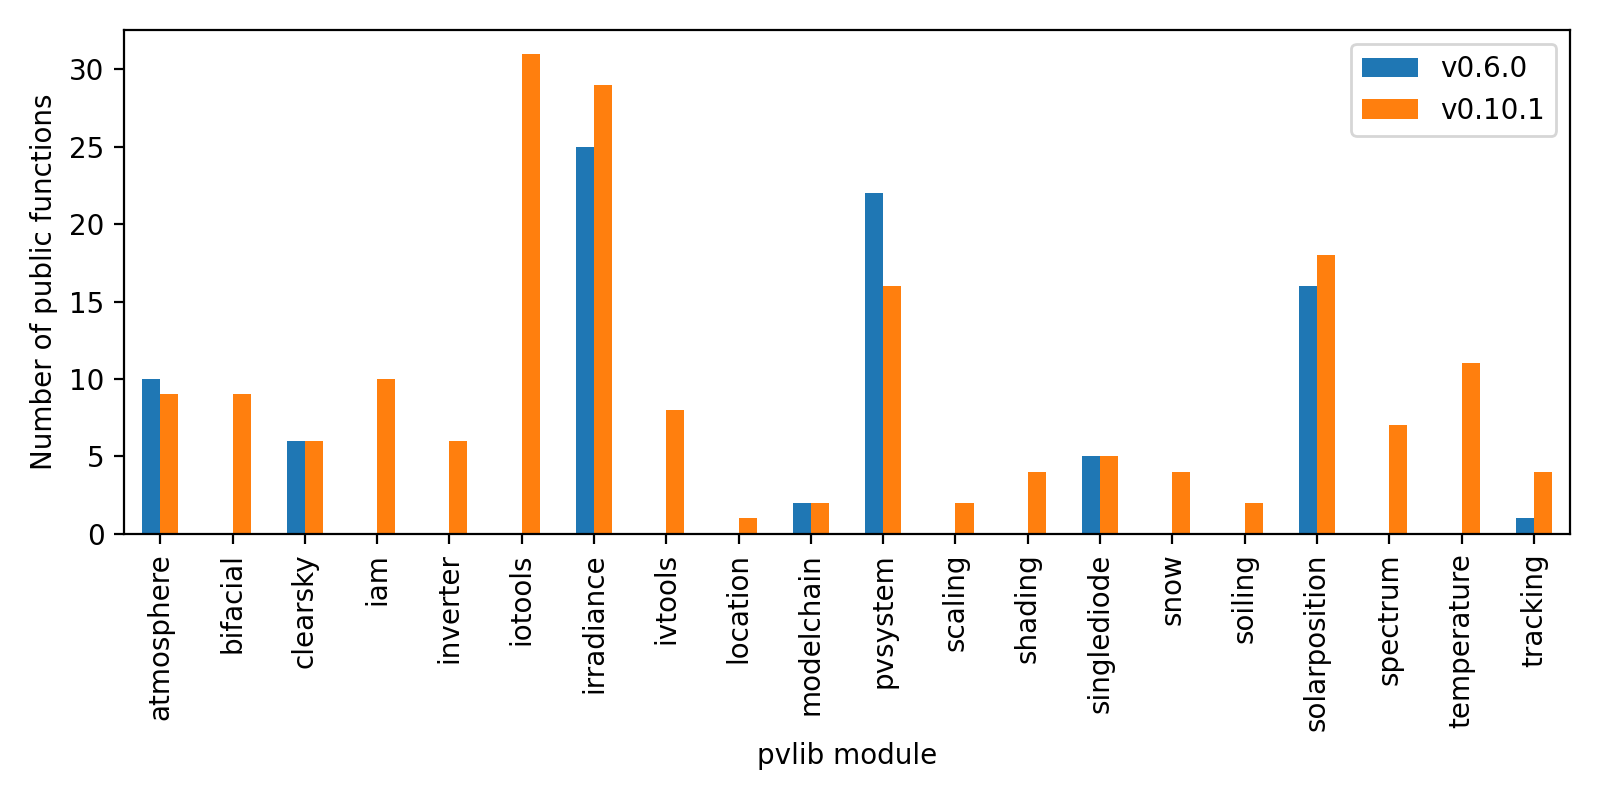 Number of public functions
30
25
20
15
10
5
0
v0.6.0
v0.10.1
atmosphere
bifacial
clearsky
iam
inverter
iotools
irradiance
ivtools
location
modelchain
pvsystem
scaling
shading
singlediode
snow
soiling
solarposition
spectrum
temperature
tracking
pvlib module